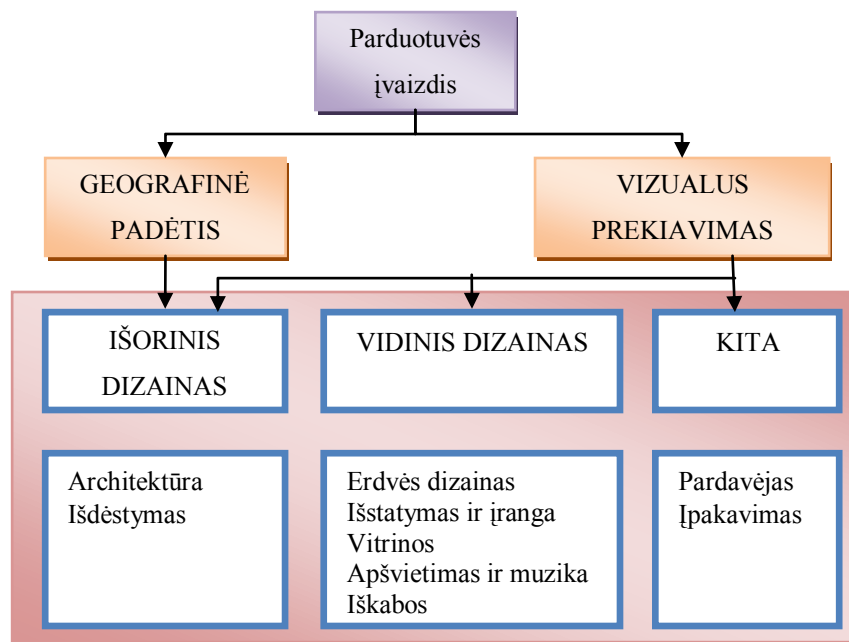 Parduotuvės
įvaizdis
GEOGRAFINĖ
PADĖTIS
VIZUALUS
PREKIAVIMAS
IŠORINIS
DIZAINAS
VIDINIS DIZAINAS
KITA
Architektūra
Išdėstymas
Erdvės dizainas
Išstatymas ir įranga
Vitrinos
Apšvietimas ir muzika
Iškabos
Pardavėjas
Įpakavimas